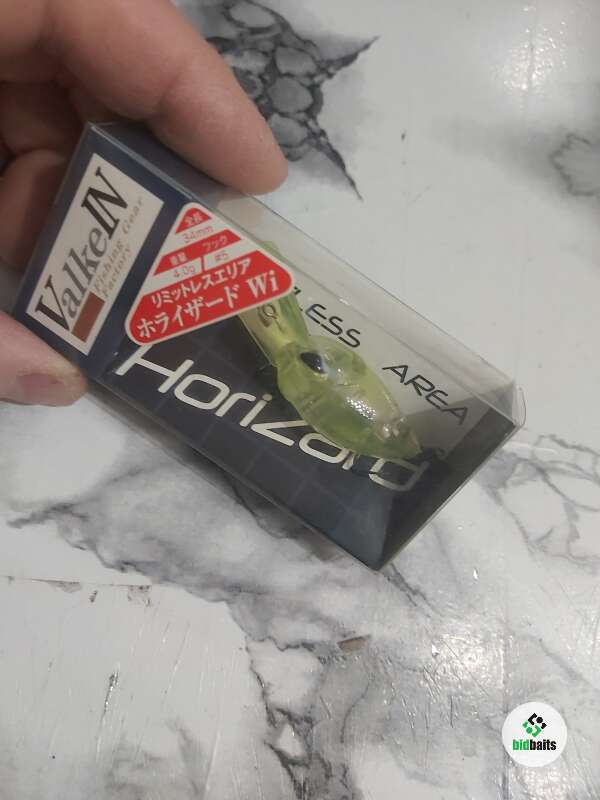 ValkeIN
Fishing Gear
Factory
全長
34mm
重量 フック
4.0g #5
リミットレスエリア
ホライザード Wi
LESS AREA
HoriZard
bidbaits